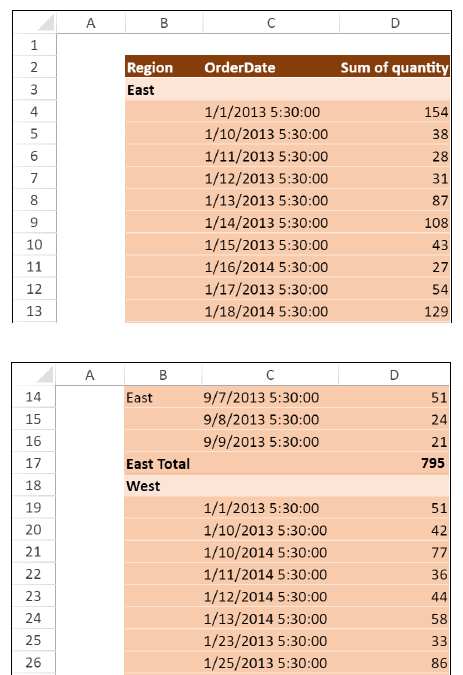 A B C D
1
2 Region OrderDate Sum of quantity
3 East
4 1/1/2013 5:30:00 154
5 1/10/2013 5:30:00 38
6 1/11/2013 5:30:00 28
7 1/12/2013 5:30:00 31
8 1/13/2013 5:30:00 87
9 1/14/2013 5:30:00 108
10 1/15/2013 5:30:00 43
11 1/16/2014 5:30:00 27
12 1/17/2013 5:30:00 54
13 1/18/2014 5:30:00 129
A B C D
14 East 9/7/2013 5:30:00 51
15 9/8/2013 5:30:00 24
16 9/9/2013 5:30:00 21
17 East Total 795
18 West
19 1/1/2013 5:30:00 51
20 1/10/2013 5:30:00 42
21 1/10/2014 5:30:00 77
22 1/11/2014 5:30:00 36
23 1/12/2014 5:30:00 44
24 1/13/2014 5:30:00 58
25 1/23/2013 5:30:00 33
26 1/25/2013 5:30:00 86